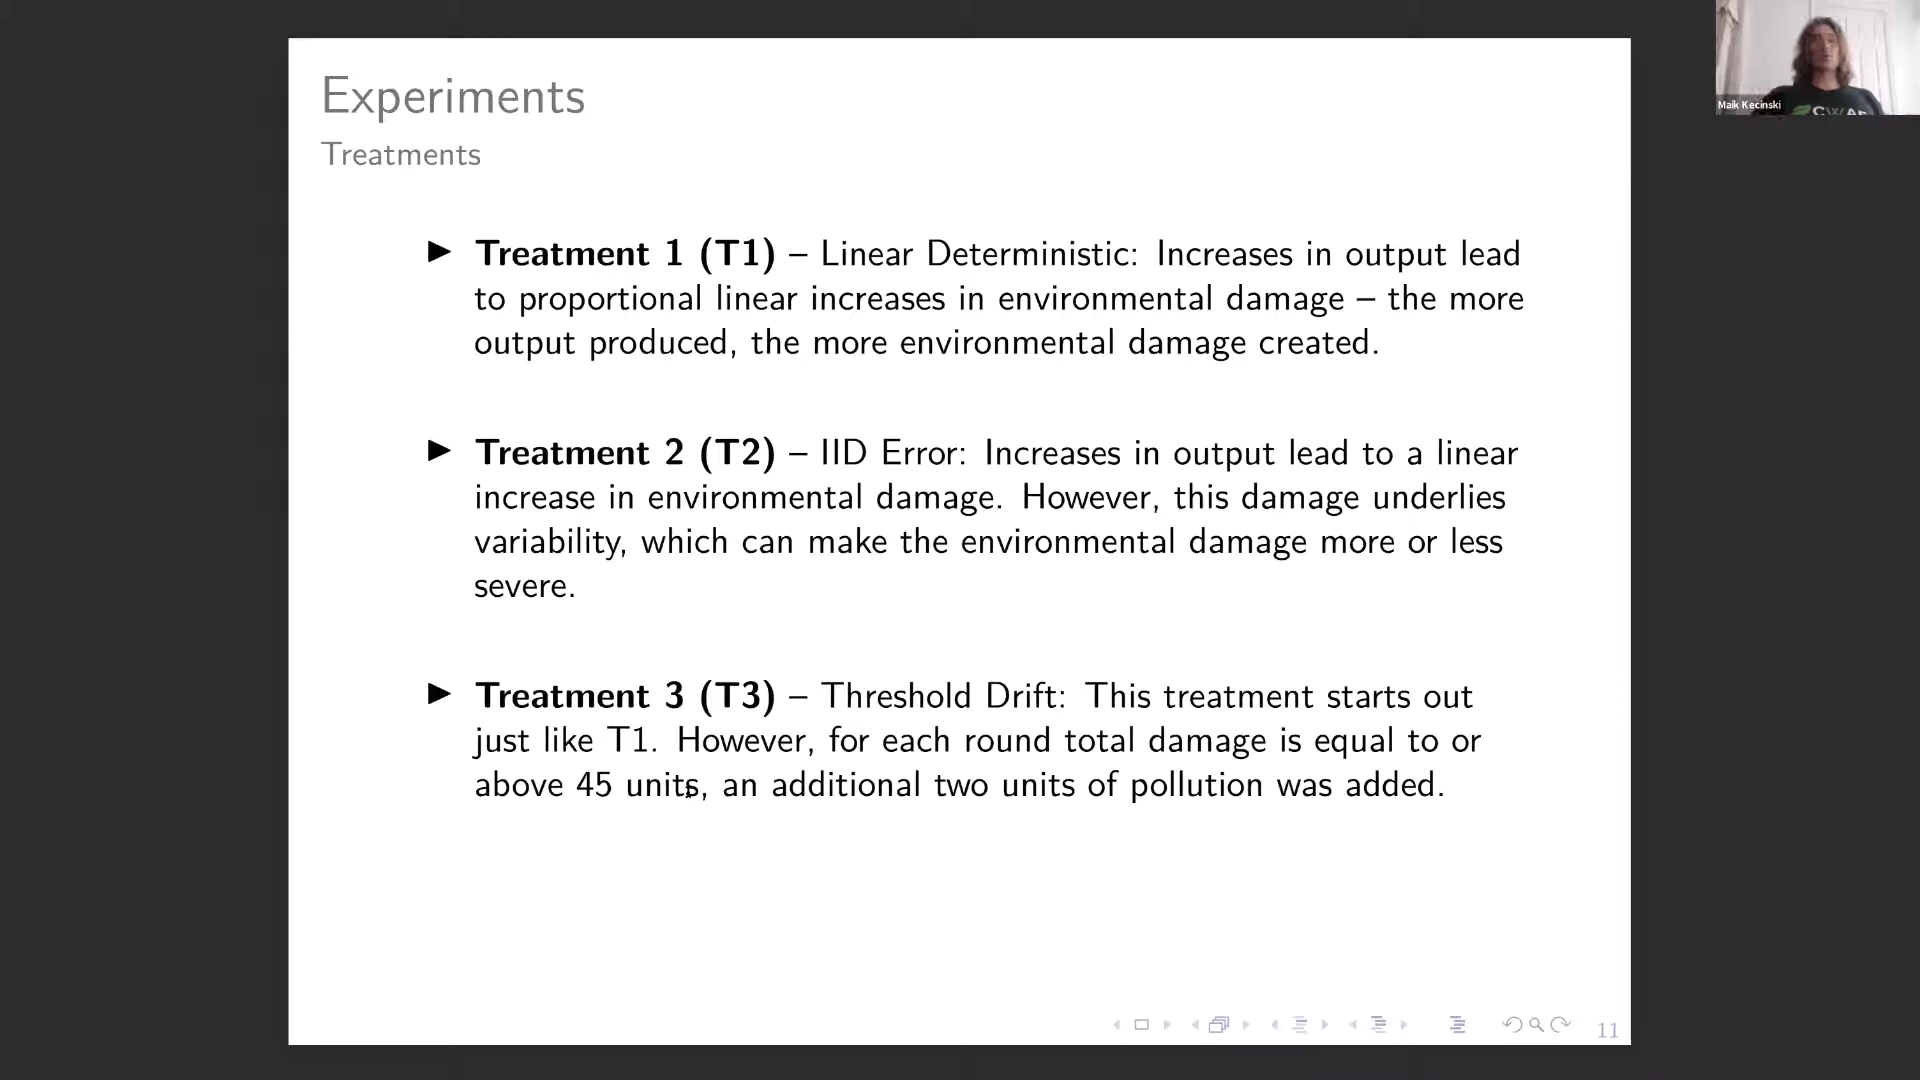 Experiments
Treatments
Maik Kecinski
CWAE
▶ Treatment 1 (T1) – Linear Deterministic: Increases in output lead
to proportional linear increases in environmental damage – the more
output produced, the more environmental damage created.
▶ Treatment 2 (T2) – IID Error: Increases in output lead to a linear
increase in environmental damage. However, this damage underlies
variability, which can make the environmental damage more or less
severe.
▶ Treatment 3 (T3) – Threshold Drift: This treatment starts out
just like T1. However, for each round total damage is equal to or
above 45 units, an additional two units of pollution was added.
11